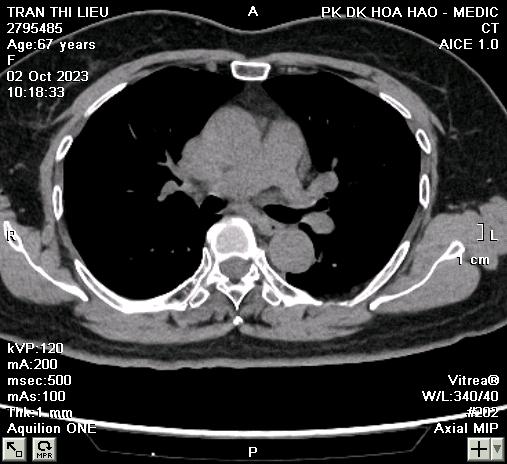 TRAN THI LIEU
2795485
Age:67 years
F
02 Oct 2023
10:18:33
A
PK DK HOA HAO - MEDIC
CT
AICE 1.0
R
L
1 cm
kVP:120
mA:200
msec:500
mAs:100
Thk:1 mm
Aquilion ONE
Vitrea®
W/L:340/40
#202
Axial MIP
MPR
P